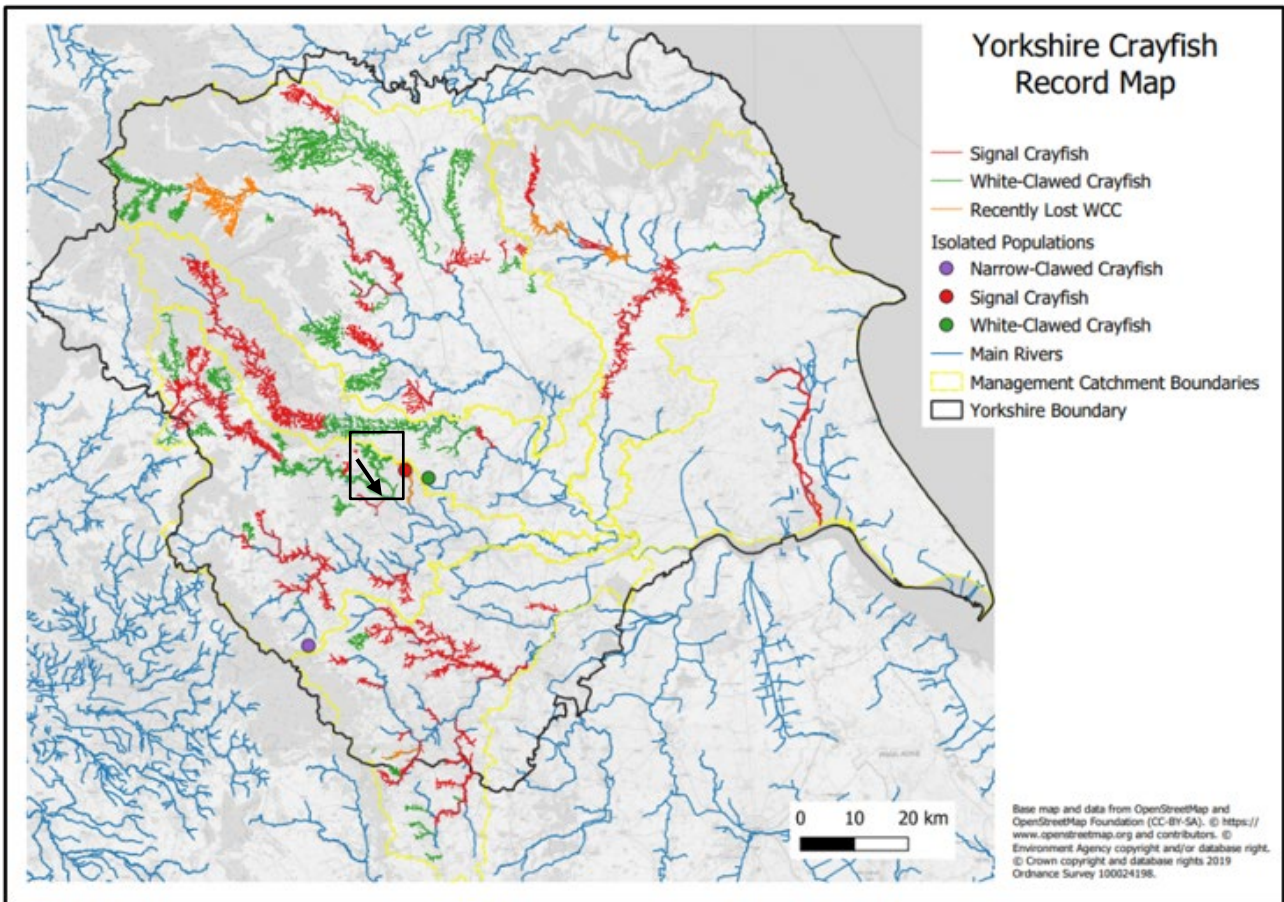 Yorkshire Crayfish
Record Map
Signal Crayfish
White-Clawed Crayfish
Recently Lost WCC
Isolated Populations
Narrow-Clawed Crayfish
Signal Crayfish
White-Clawed Crayfish
Main Rivers
Management Catchment Boundaries
Yorkshire Boundary
0 10 20 km
Base map and data from OpenStreetMap and
OpenStreetMap Foundation (CC-BY-SA). © https://
www.openstreetmap.org and contributors. ©
Environment Agency copyright and/or database right.
© Crown copyright and database rights 2019
Ordnance Survey 100024198.